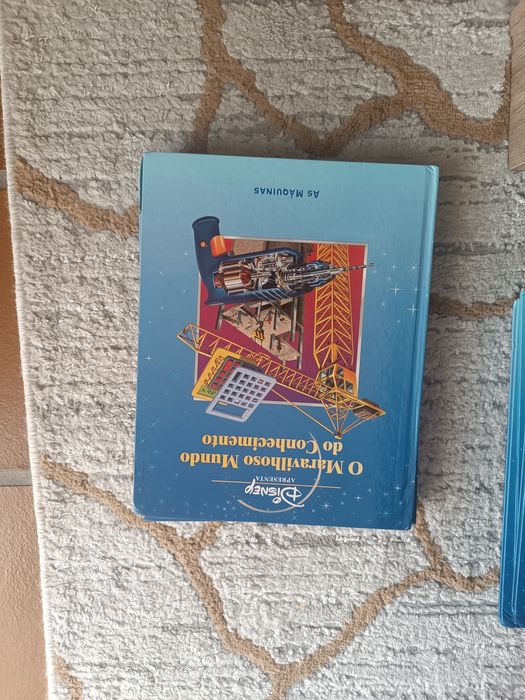 DISNEY
APRESENTA
O Maravilhoso Mundo
do Conhecimento
AS MÁQUINAS